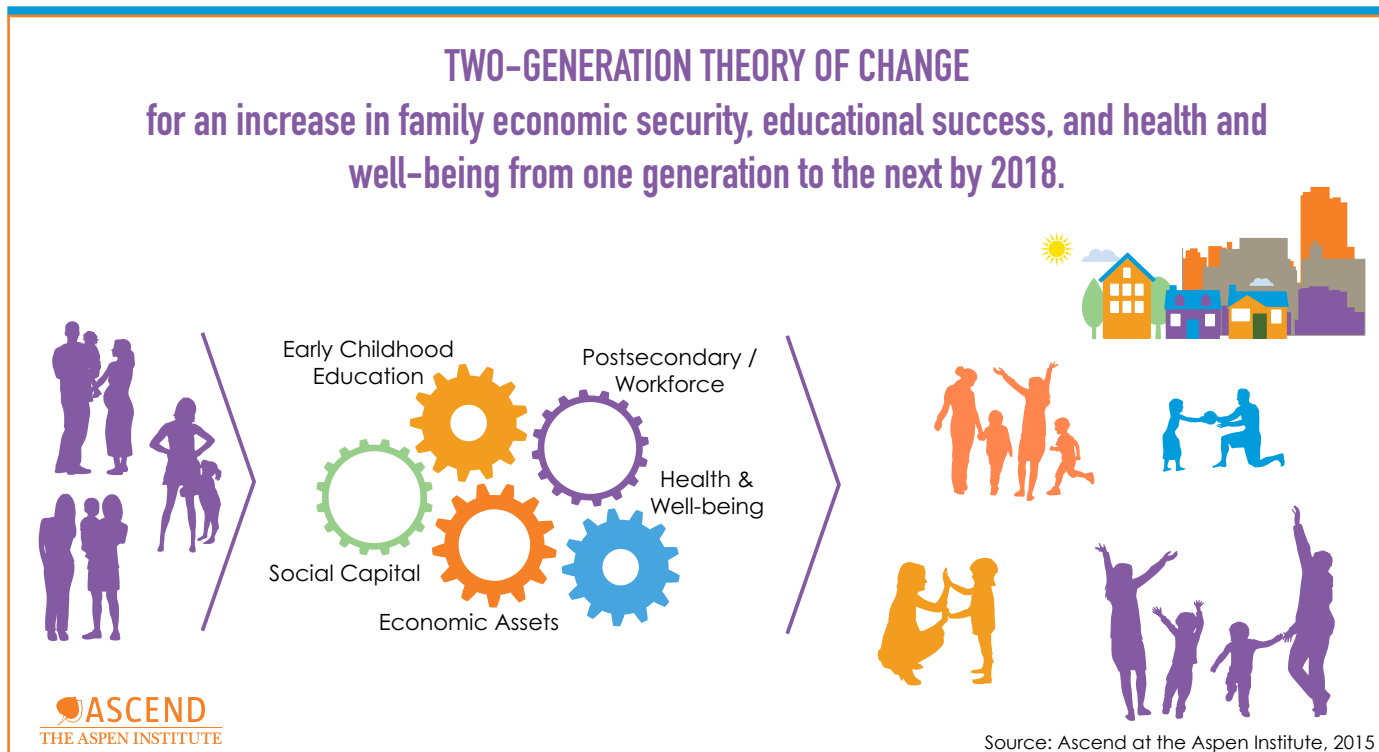 TWO-GENERATION THEORY OF CHANGE
for an increase in family economic security, educational success, and health and
well-being from one generation to the next by 2018.
Early Childhood
Education
Postsecondary /
Workforce
Health &
Well-being
Social Capital
Economic Assets
ASCEND
THE ASPEN INSTITUTE
Source: Ascend at the Aspen Institute, 2015